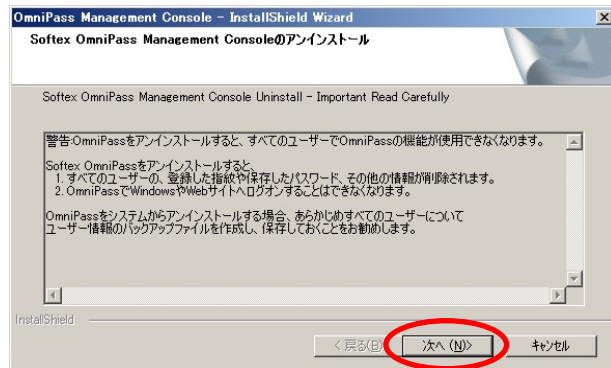 OmniPass Management Console - InstallShield Wizard
Softex OmniPass Management Consoleのアンインストール
Softex OmniPass Management Console Uninstall - Important Read Carefully
警告:OmniPassをアンインストールすると、すべてのユーザーでOmniPassの機能が使用できなくなります。
Softex OmniPassをアンインストールすると、
1. すべてのユーザーの、登録した指紋や保存したパスワード、その他の情報が削除されます。
2. OmniPassでWindowsやWebサイトへログオンすることはできなくなります。
OmniPassをシステムからアンインストールする場合、あらかじめすべてのユーザーについて
ユーザー情報のバックアップファイルを作成し、保存しておくことをお勧めします。
InstallShield
< 戻る(B) 次へ (N)> キャンセル